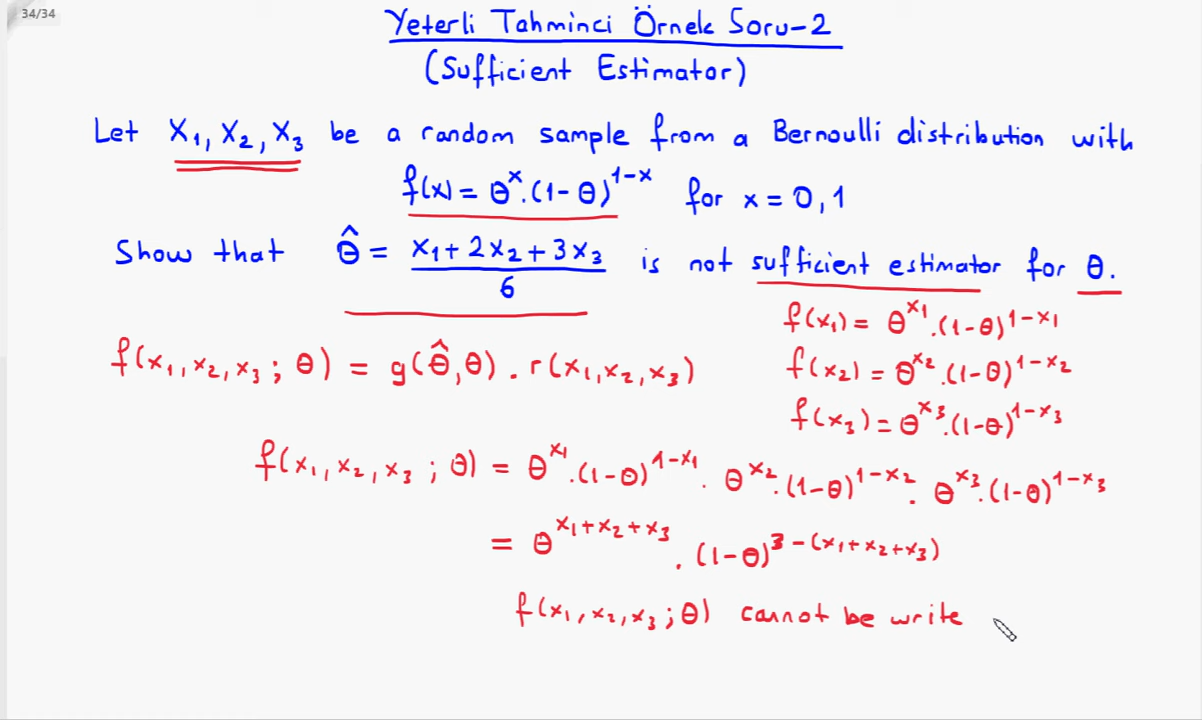 34/34
Yeterli Tahminci Örnek Soru-2
(Sufficient Estimator)
Let X₁, X₂, X₃ be a random sample from a Bernoulli distribution with
f(x) = θˣ.(1-θ)¹⁻ˣ for x = 0,1
Show that θ̂ = (x₁+2x₂+3x₃)/6 is not sufficient estimator for θ.
f(x₁) = θ^x₁.(1-θ)^1-x₁
f(x₁,x₂,x₃;θ) = g(θ̂,θ).r(x₁,x₂,x₃)
f(x₂) = θ^x₂.(1-θ)^1-x₂
f(x₃) = θ^x₃.(1-θ)^1-x₃
f(x₁,x₂,x₃;θ) = θ^x₁.(1-θ)^1-x₁.θ^x₂.(1-θ)^1-x₂.θ^x₃.(1-θ)^1-x₃
= θ^x₁+x₂+x₃.(1-θ)^3-(x₁+x₂+x₃)
f(x₁,x₂,x₃;θ) cannot be write